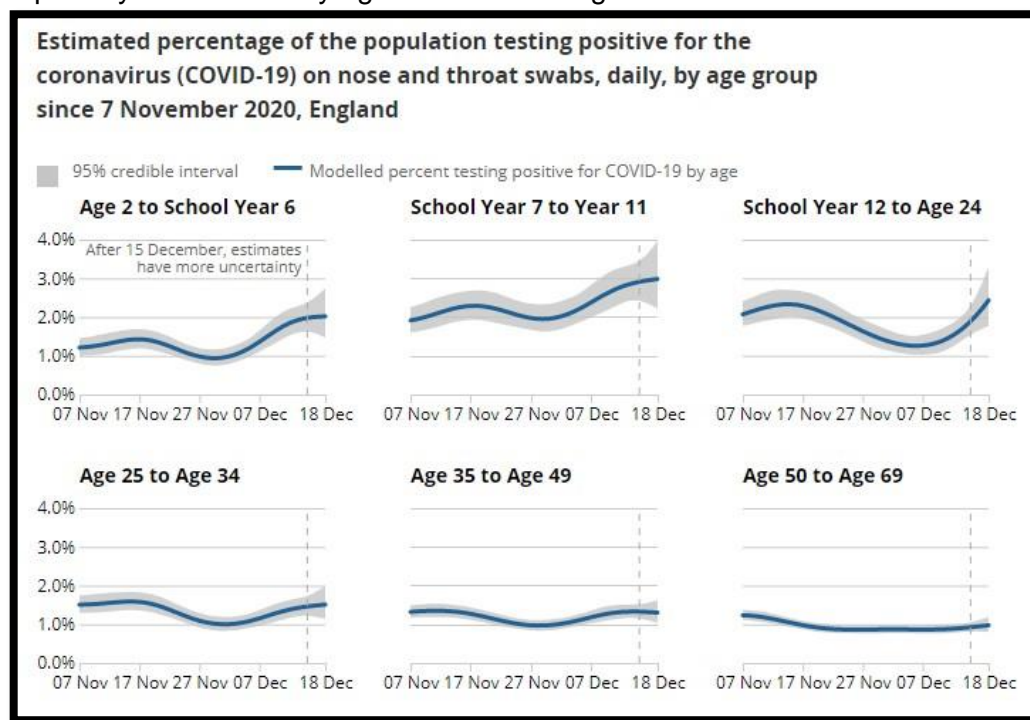 Estimated percentage of the population testing positive for the
coronavirus (COVID-19) on nose and throat swabs, daily, by age group
since 7 November 2020, England
95% credible interval Modelled percent testing positive for COVID-19 by age
Age 2 to School Year 6 School Year 7 to Year 11 School Year 12 to Age 24
4.0%
After 15 December, estimates
have more uncertainty
3.0%
2.0%
1.0%
0.0%
07 Nov 17 Nov 27 Nov 07 Dec 18 Dec 07 Nov 17 Nov 27 Nov 07 Dec 18 Dec 07 Nov 17 Nov 27 Nov 07 Dec 18 Dec
Age 25 to Age 34 Age 35 to Age 49 Age 50 to Age 69
4.0%
3.0%
2.0%
1.0%
0.0%
07 Nov 17 Nov 27 Nov 07 Dec 18 Dec 07 Nov 17 Nov 27 Nov 07 Dec 18 Dec 07 Nov 17 Nov 27 Nov 07 Dec 18 Dec